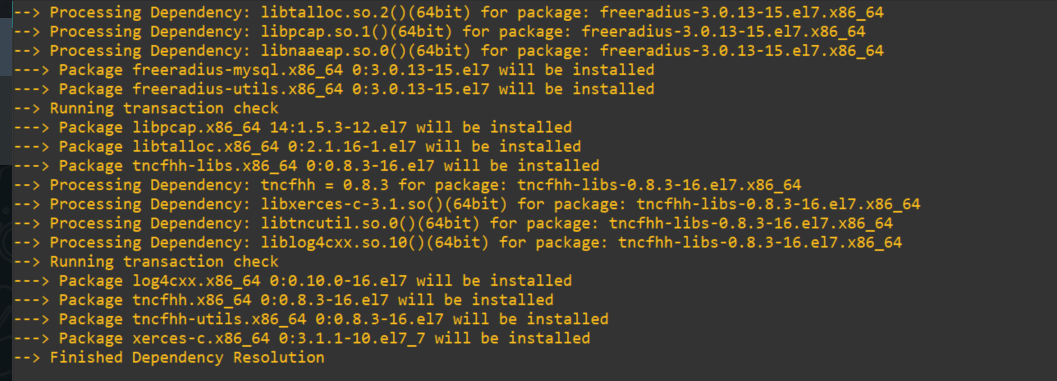 --> Processing Dependency: libtalloc.so.2()(64bit) for package: freeradius-3.0.13-15.el7.x86_64
--> Processing Dependency: libpcap.so.1()(64bit) for package: freeradius-3.0.13-15.el7.x86_64
--> Processing Dependency: libnaaeap.so.0()(64bit) for package: freeradius-3.0.13-15.el7.x86_64
---> Package freeradius-mysql.x86_64 0:3.0.13-15.el7 will be installed
---> Package freeradius-utils.x86_64 0:3.0.13-15.el7 will be installed
--> Running transaction check
---> Package libpcap.x86_64 14:1.5.3-12.el7 will be installed
---> Package libtalloc.x86_64 0:2.1.16-1.el7 will be installed
---> Package tncfhh-libs.x86_64 0:0.8.3-16.el7 will be installed
--> Processing Dependency: tncfhh = 0.8.3 for package: tncfhh-libs-0.8.3-16.el7.x86_64
--> Processing Dependency: libxerces-c-3.1.so()(64bit) for package: tncfhh-libs-0.8.3-16.el7.x86_64
--> Processing Dependency: libtncutil.so.0()(64bit) for package: tncfhh-libs-0.8.3-16.el7.x86_64
--> Processing Dependency: liblog4cxx.so.10()(64bit) for package: tncfhh-libs-0.8.3-16.el7.x86_64
--> Running transaction check
---> Package log4cxx.x86_64 0:0.10.0-16.el7 will be installed
---> Package tncfhh.x86_64 0:0.8.3-16.el7 will be installed
---> Package tncfhh-utils.x86_64 0:0.8.3-16.el7 will be installed
---> Package xerces-c.x86_64 0:3.1.1-10.el7_7 will be installed
--> Finished Dependency Resolution